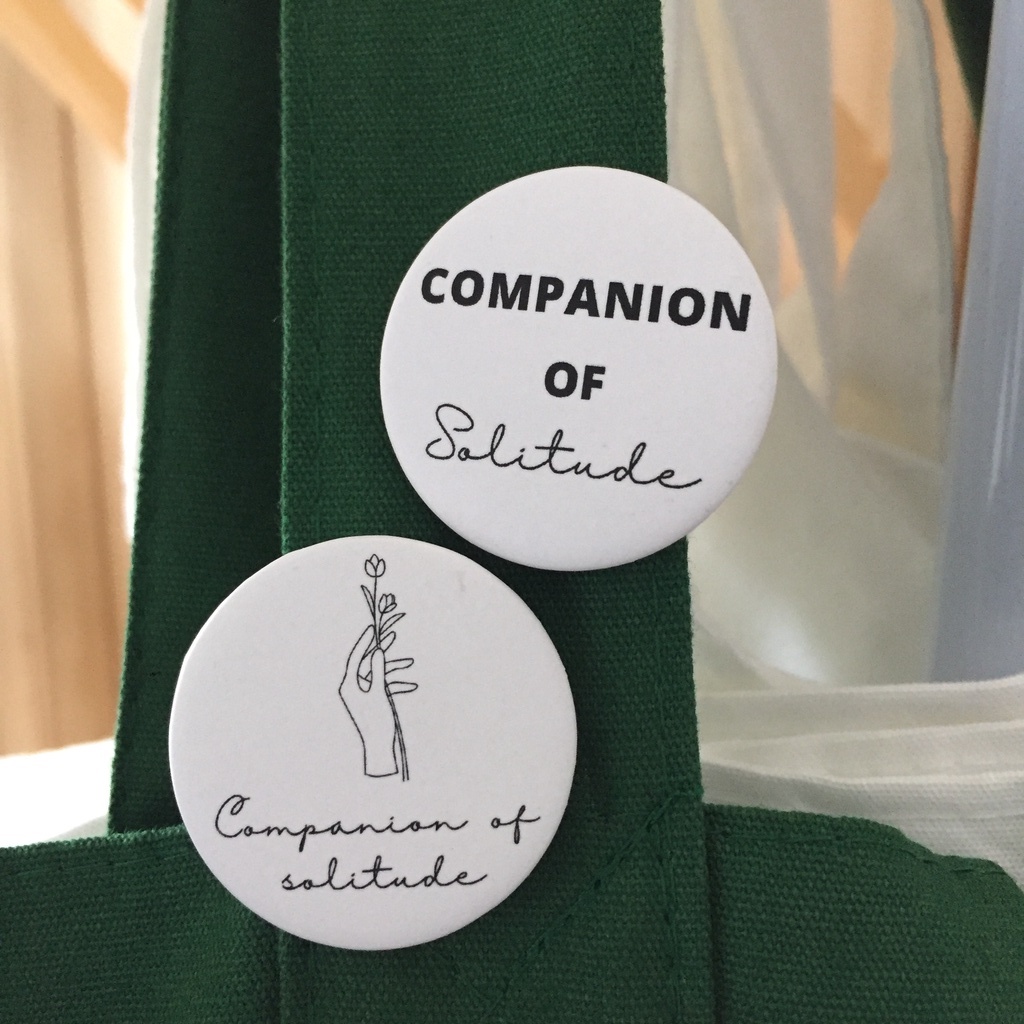 COMPANION
OF
Solitude
Companion of
solitude